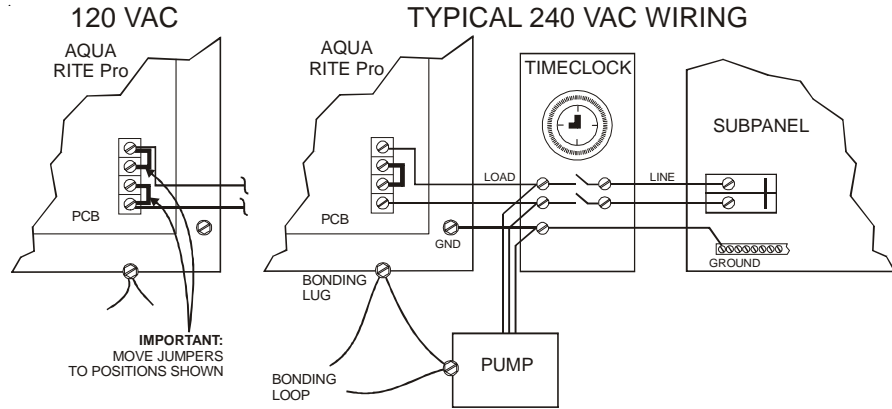 120 VAC
TYPICAL 240 VAC WIRING
AQUA
RITE Pro
PCB
IMPORTANT:
MOVE JUMPERS
TO POSITIONS SHOWN
AQUA
RITE Pro
PCB
GND
BONDING
LUG
BONDING
LOOP
PUMP
TIMECLOCK
LOAD
LINE
SUBPANEL
GROUND